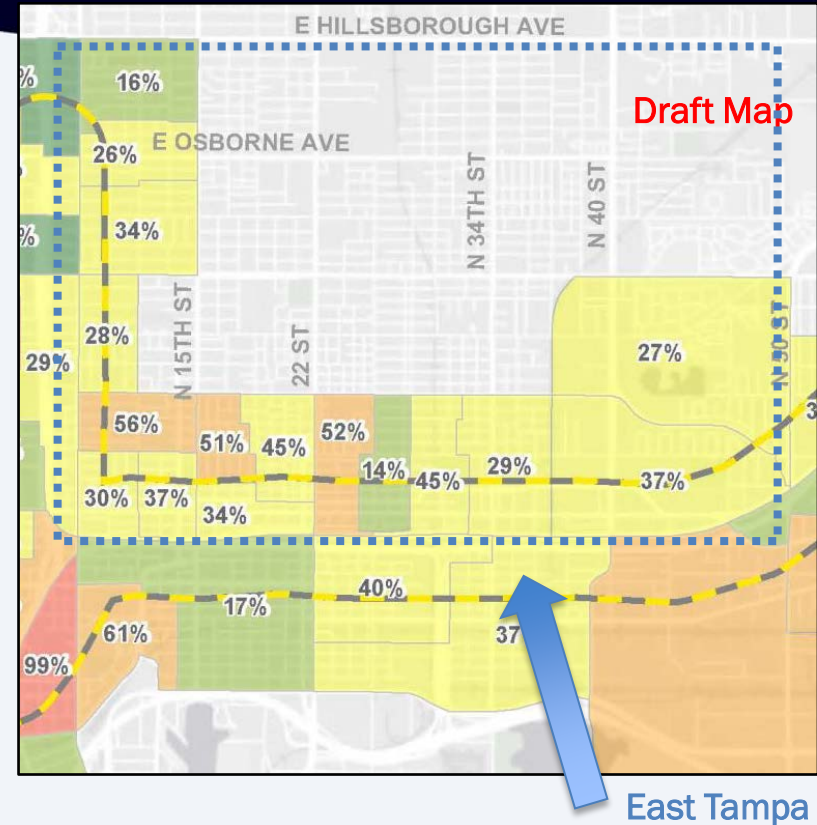 E HILLSBOROUGH AVE
16%
Draft Map
%
26%
E OSBORNE AVE
34%
%
N 34TH ST
N 40 ST
28%
29%
N 15TH ST
22 ST
27%
N 50 ST
56%
51%
45%
52%
14%
45%
29%
37%
3
30%
37%
34%
40%
17%
61%
37
99%
East Tampa